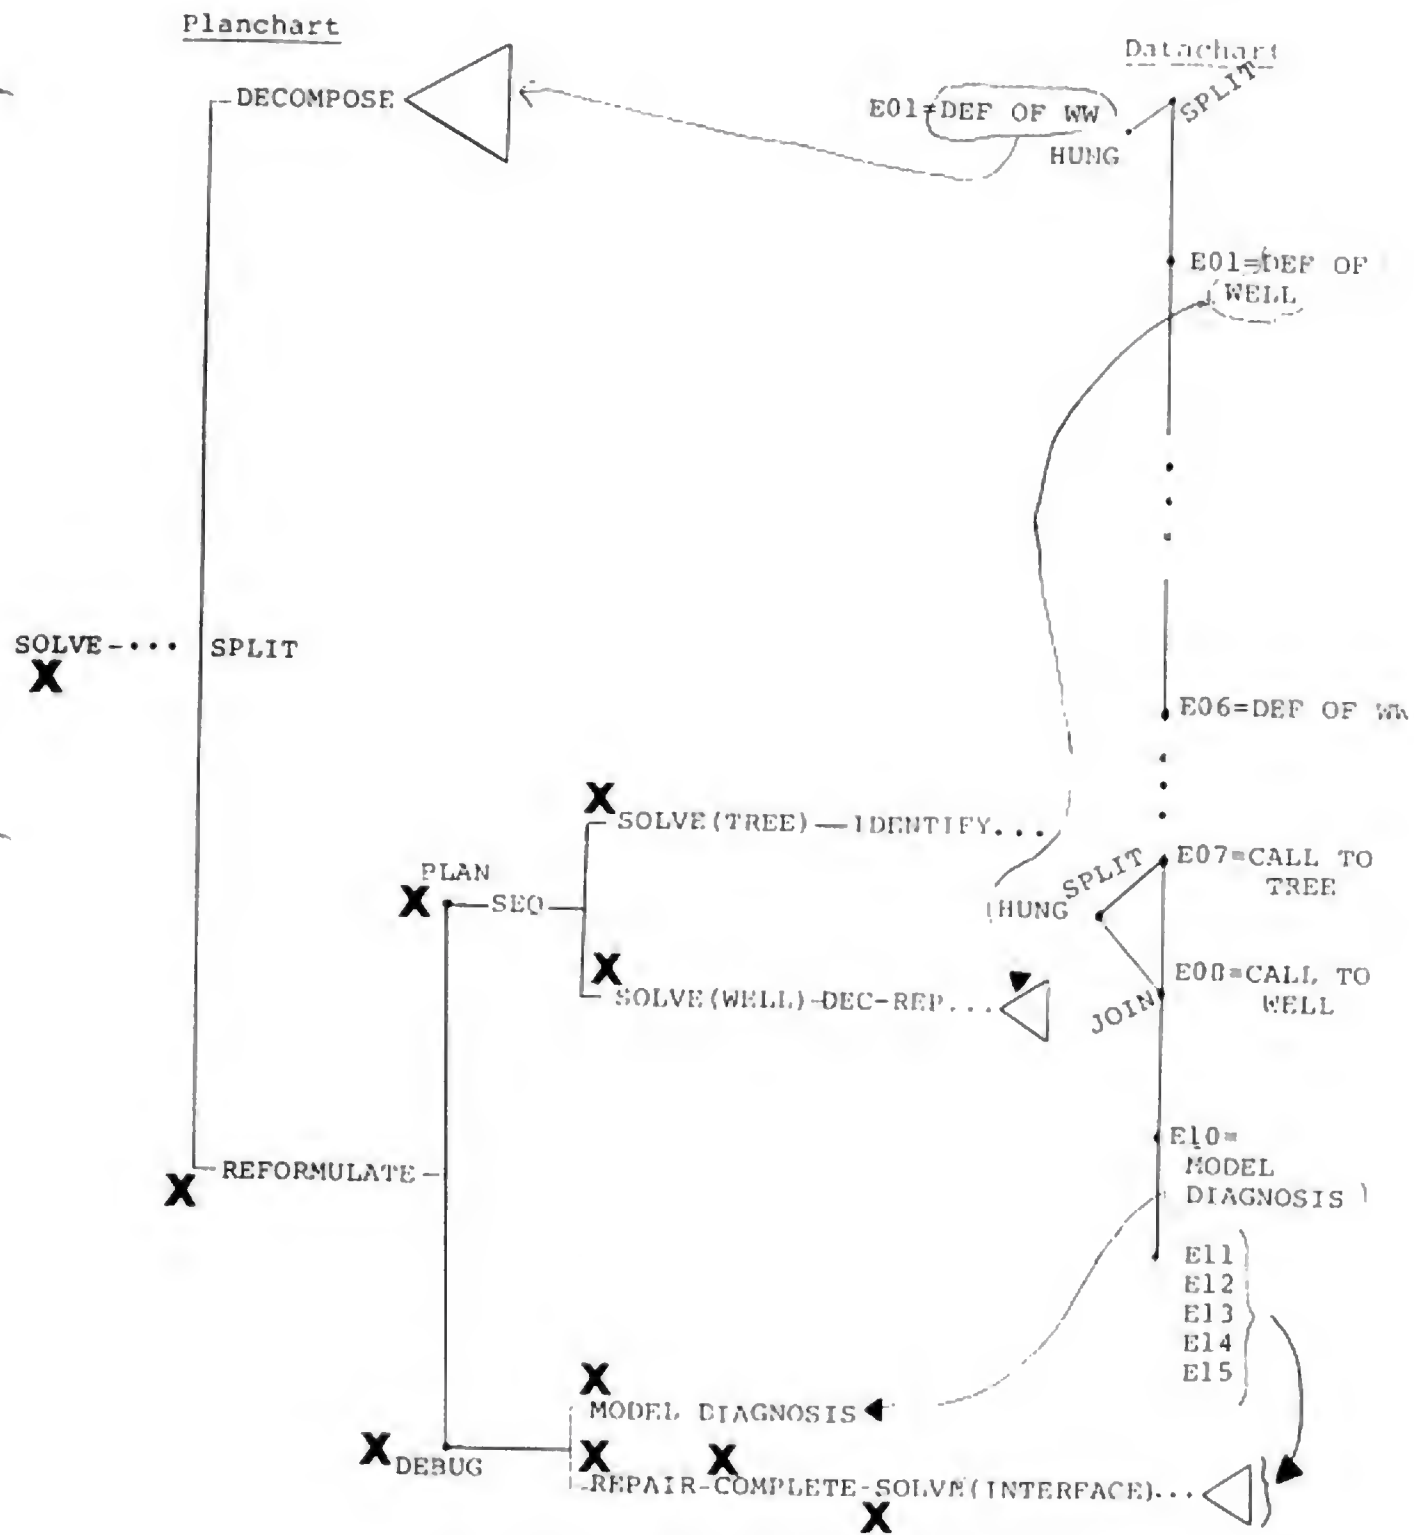 Planchart
Datachart
DECOMPOSE
E01=DEF OF WW
SPLIT
HUNG
E01=DEF OF
WELL
SOLVE-... SPLIT
X
E06=DEF OF WW
X
SOLVE(TREE)—IDENTIFY...
SPLIT
E07=CALL TO
TREE
PLAN
X
SEQ
HUNG
X
SOLVE(WELL)-DEC-REP...
JOIN
E08=CALL TO
WELL
E10=
MODEL
DIAGNOSIS
REFORMULATE
X
E11
E12
E13
E14
E15
X
MODEL DIAGNOSIS
X
DEBUG
X
X
REPAIR-COMPLETE-SOLVE(INTERFACE)...
X